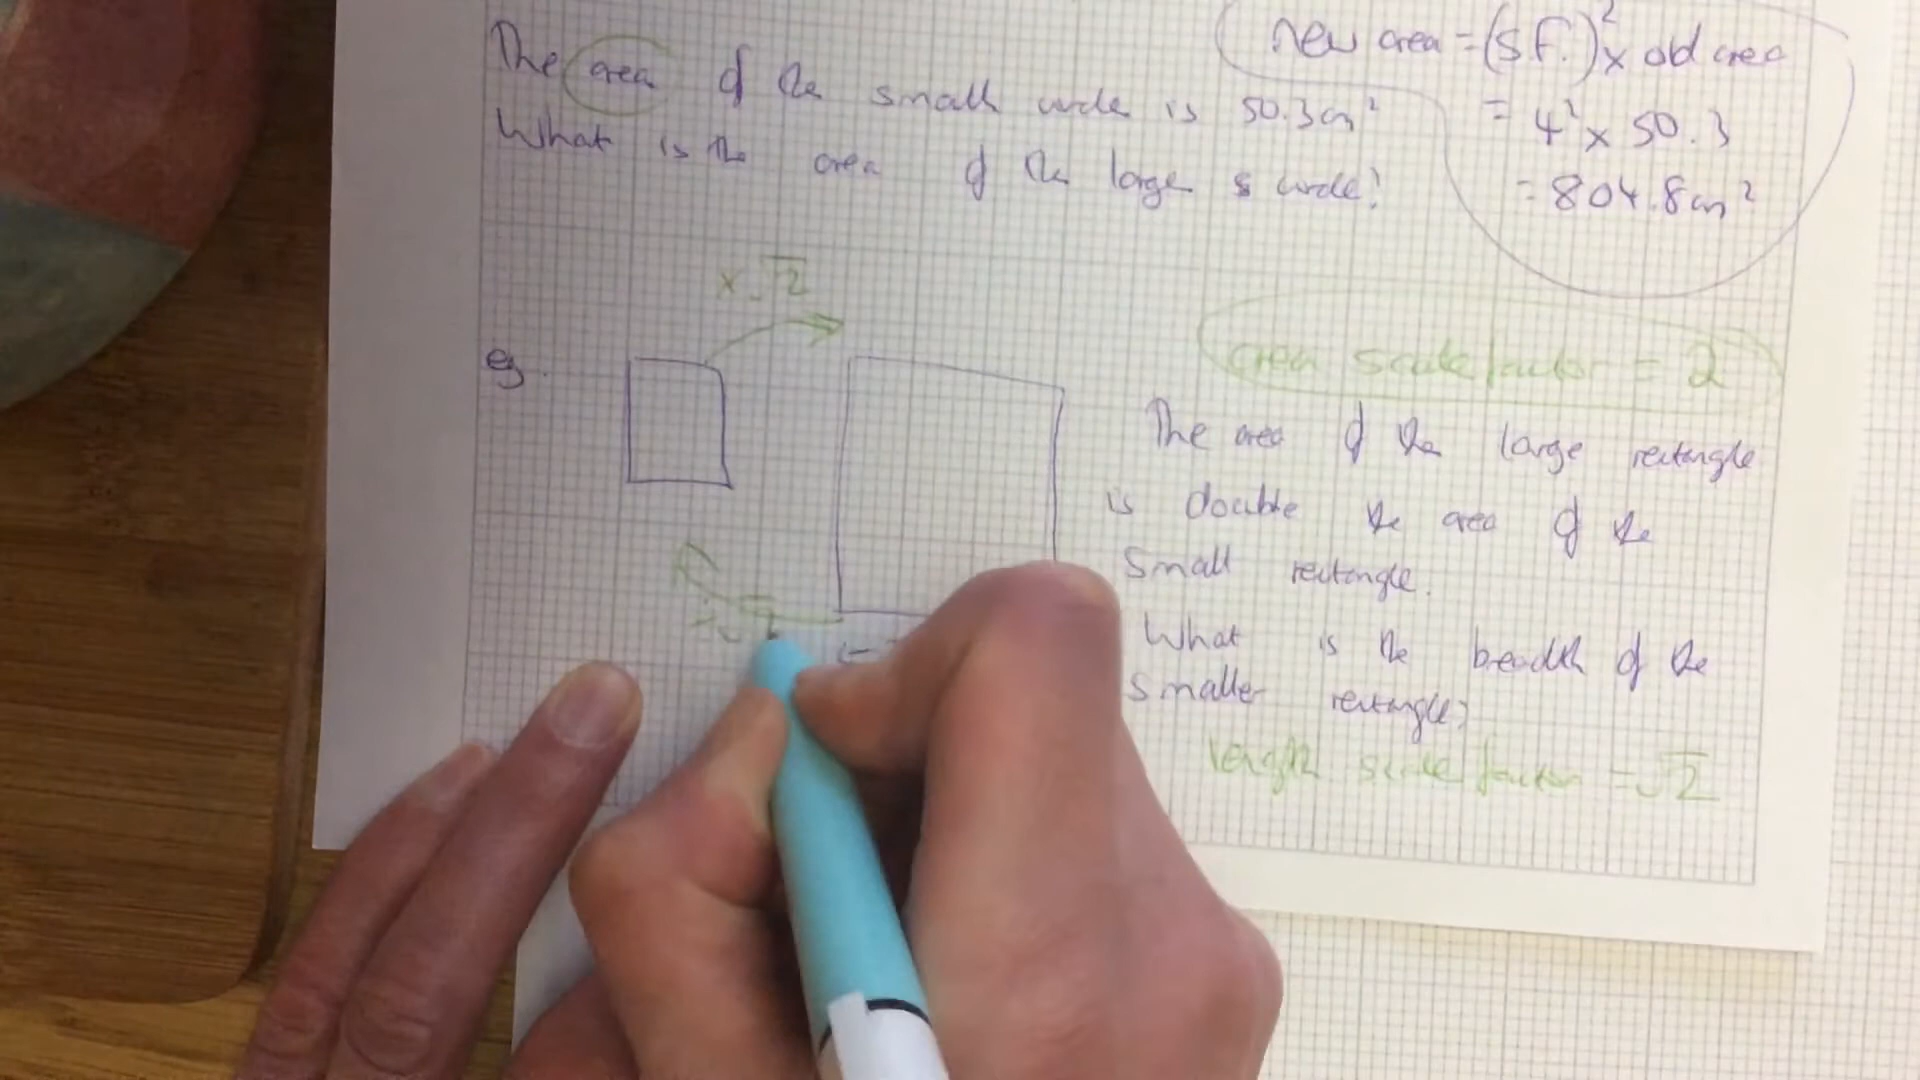 The area of the small circle is 50.3cm²
What is the area of the large s circle?
new area = (S.F.)² x old area
= 4² x 50.3
= 804.8cm²
eg.
x √2
area scale factor = 2
The area of the large rectangle
is double the area of the
small rectangle.
What is the breadth of the
smaller rectangle?
length scale factor = √2